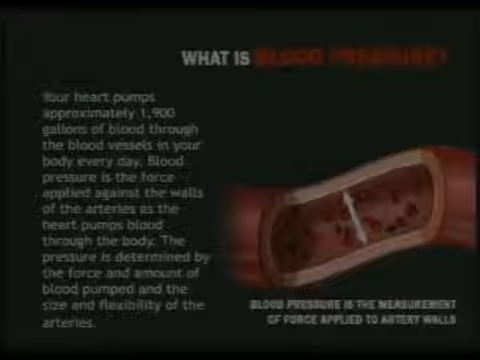 WHAT IS BLOOD PRESSURE?
Your heart pumps
approximately 1,900
gallons of blood through
the blood vessels in your
body every day. Blood
pressure is the force
applied against the walls
of the arteries as the
heart pumps blood
through the body. The
pressure is determined by
the force and amount of
blood pumped and the
size and flexibility of the
arteries.
BLOOD PRESSURE IS THE MEASUREMENT
OF FORCE APPLIED TO ARTERY WALLS